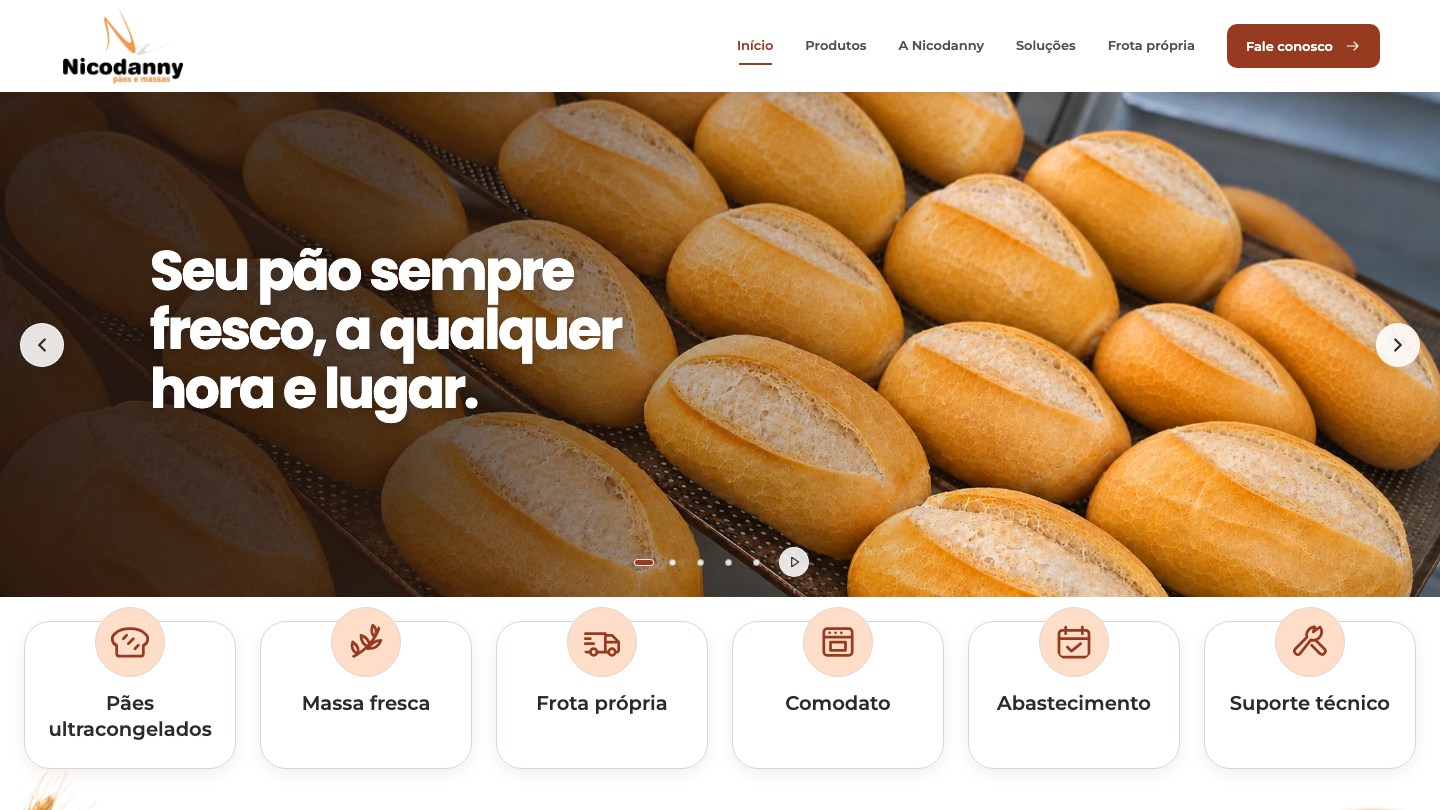 Nicodanny
pães e massas
Início
Produtos
A Nicodanny
Soluções
Frota própria
Fale conosco
Seu pão sempre
fresco, a qualquer
hora e lugar.
Pães
ultracongelados
Massa fresca
Frota própria
Comodato
Abastecimento
Suporte técnico